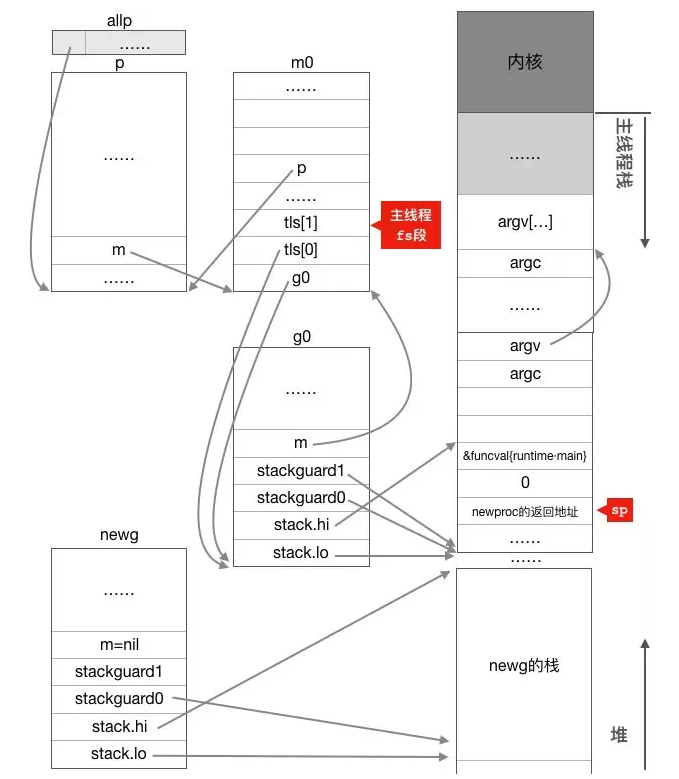 allp
……
p
……
m
……
m0
……
p
……
tls[1]
tls[0]
g0
主线程
fs段
g0
……
m
stackguard1
stackguard0
stack.hi
stack.lo
newg
……
m=nil
stackguard1
stackguard0
stack.hi
stack.lo
内核
……
argv[…]
argc
……
argv
argc
&funcval{runtime·main}
0
newproc的返回地址
……
……
newg的栈
主线程栈
sp
堆